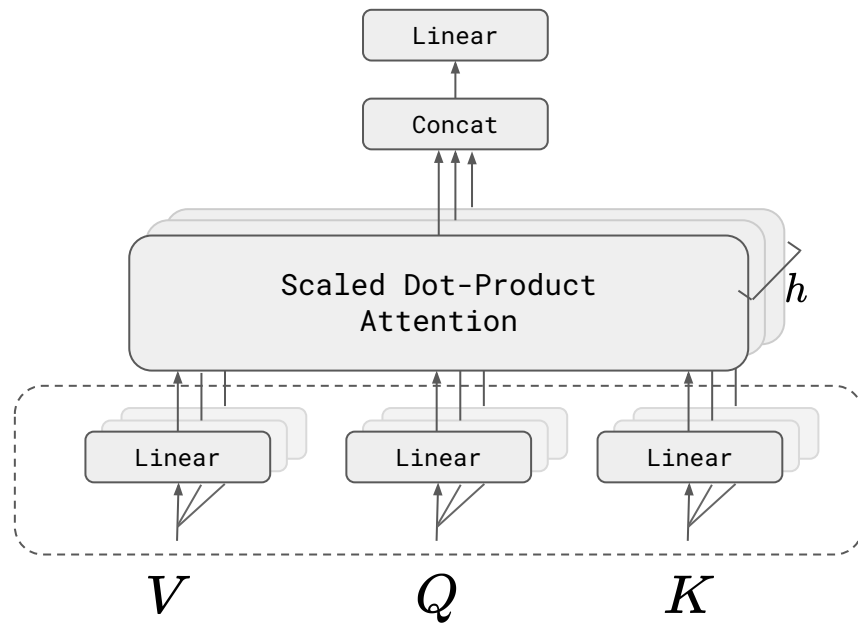 Linear
Concat
Scaled Dot-Product
Attention
h
Linear
Linear
Linear
V
Q
K